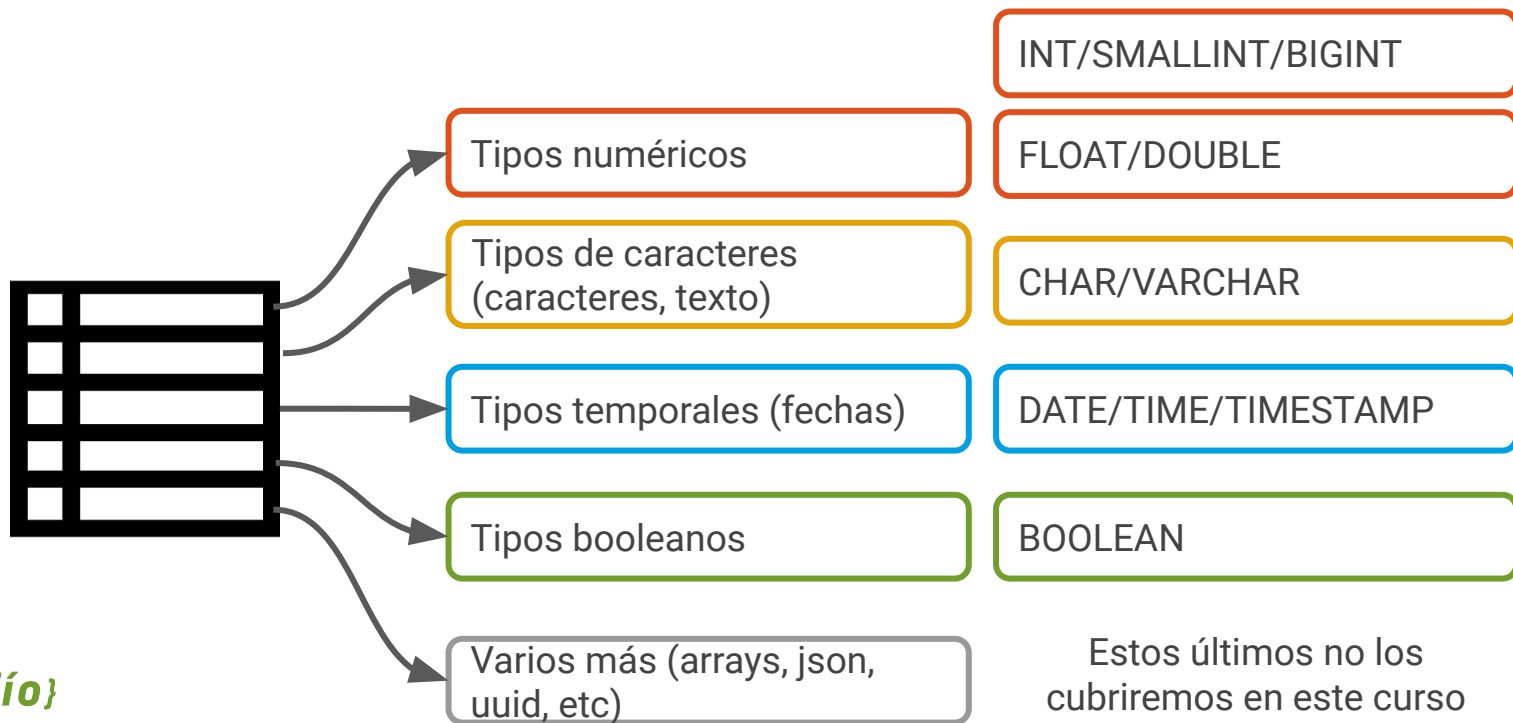 INT/SMALLINT/BIGINT
Tipos numéricos
FLOAT/DOUBLE
Tipos de caracteres
(caracteres, texto)
CHAR/VARCHAR
Tipos temporales (fechas)
DATE/TIME/TIMESTAMP
Tipos booleanos
BOOLEAN
Varios más (arrays, json,
uuid, etc)
Estos últimos no los
cubriremos en este curso
ío}